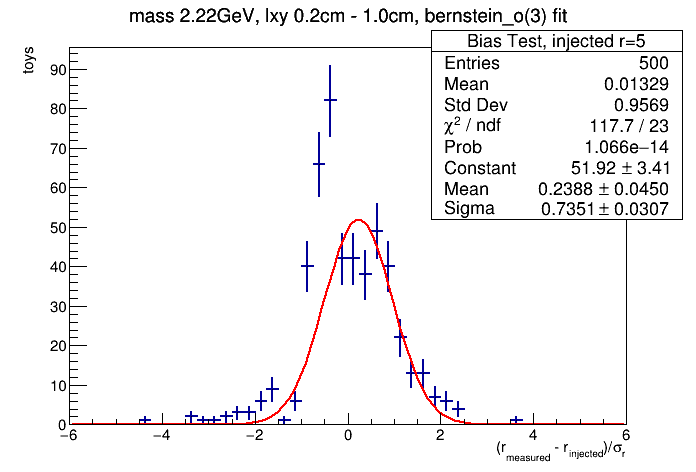 mass 2.22GeV, lxy 0.2cm - 1.0cm, bernstein_o(3) fit
toys
Bias Test, injected r=5
Entries 500
Mean 0.01329
Std Dev 0.9569
χ² / ndf 117.7 / 23
Prob 1.066e−14
Constant 51.92 ± 3.41
Mean 0.2388 ± 0.0450
Sigma 0.7351 ± 0.0307
90
80
70
60
50
40
30
20
10
0
−6 −4 −2 0 2 4 6
(r_measured - r_injected)/σ_r